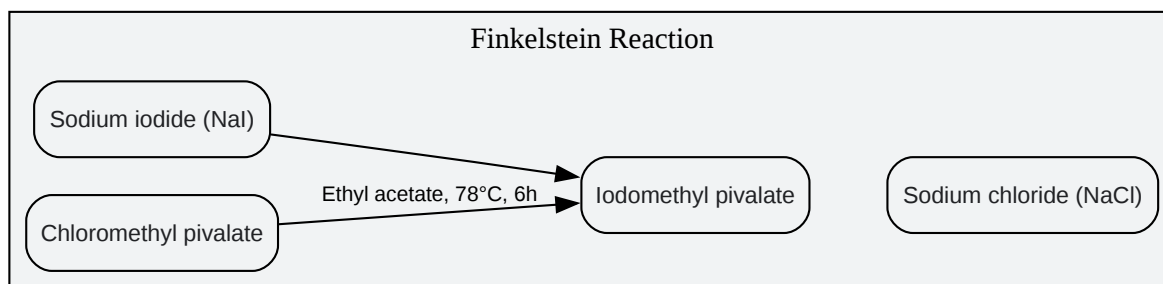 Finkelstein Reaction
Sodium iodide (NaI)
Ethyl acetate, 78°C, 6h
Iodomethyl pivalate
Sodium chloride (NaCl)
Chloromethyl pivalate